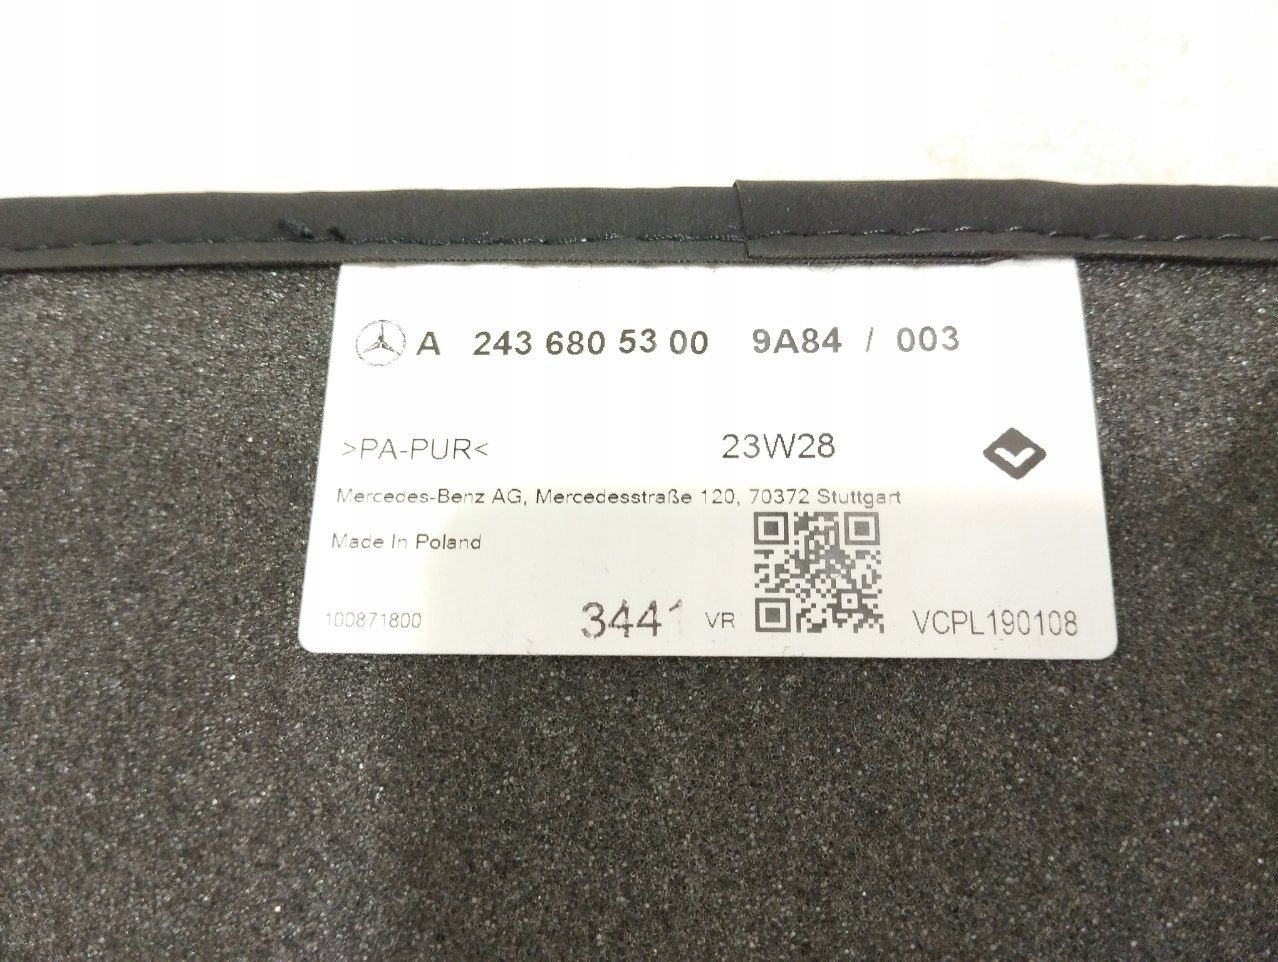 A 243 680 53 00 9A84 / 003
>PA-PUR< 23W28
Mercedes-Benz AG, Mercedesstraße 120, 70372 Stuttgart
Made In Poland
100871800 3441 VR VCPL190108